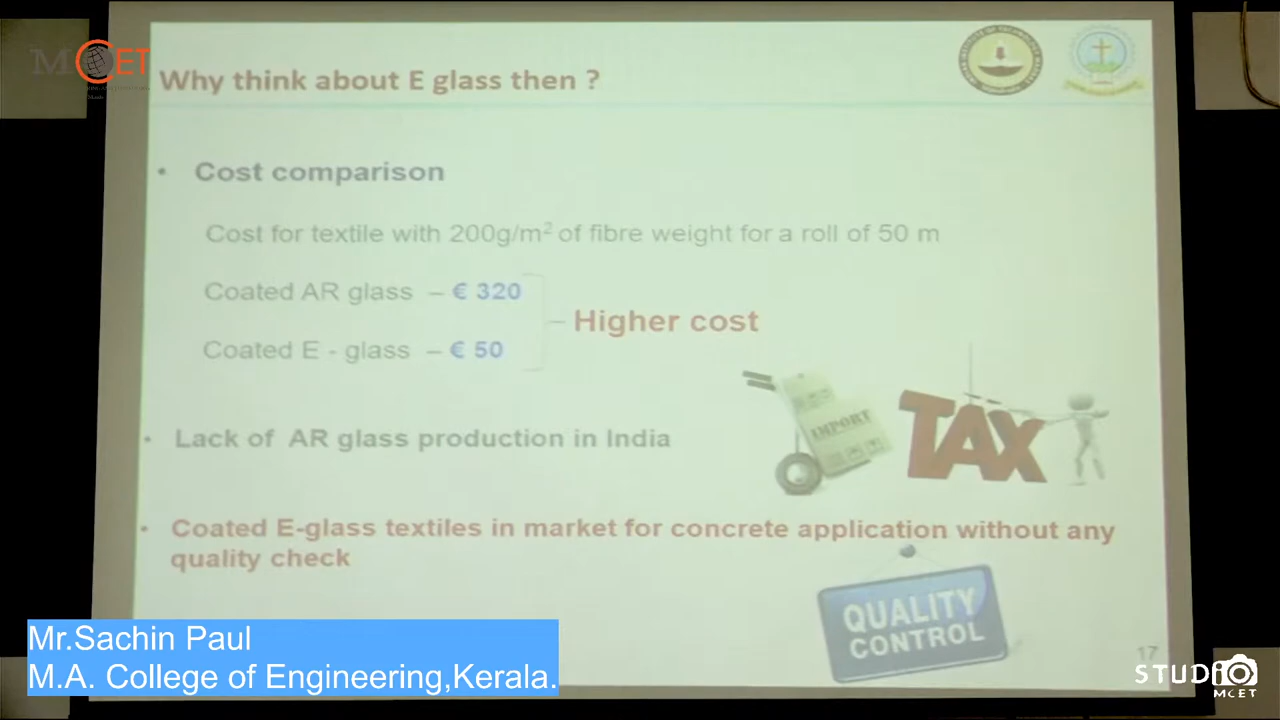 MCET
Why think about E glass then ?
• Cost comparison
Cost for textile with 200g/m² of fibre weight for a roll of 50 m
Coated AR glass – € 320
Higher cost
Coated E - glass – € 50
IMPORT
TAX
• Lack of AR glass production in India
• Coated E-glass textiles in market for concrete application without any
quality check
QUALITY
CONTROL
17
Mr.Sachin Paul
M.A. College of Engineering,Kerala.
STUDIO
MCET